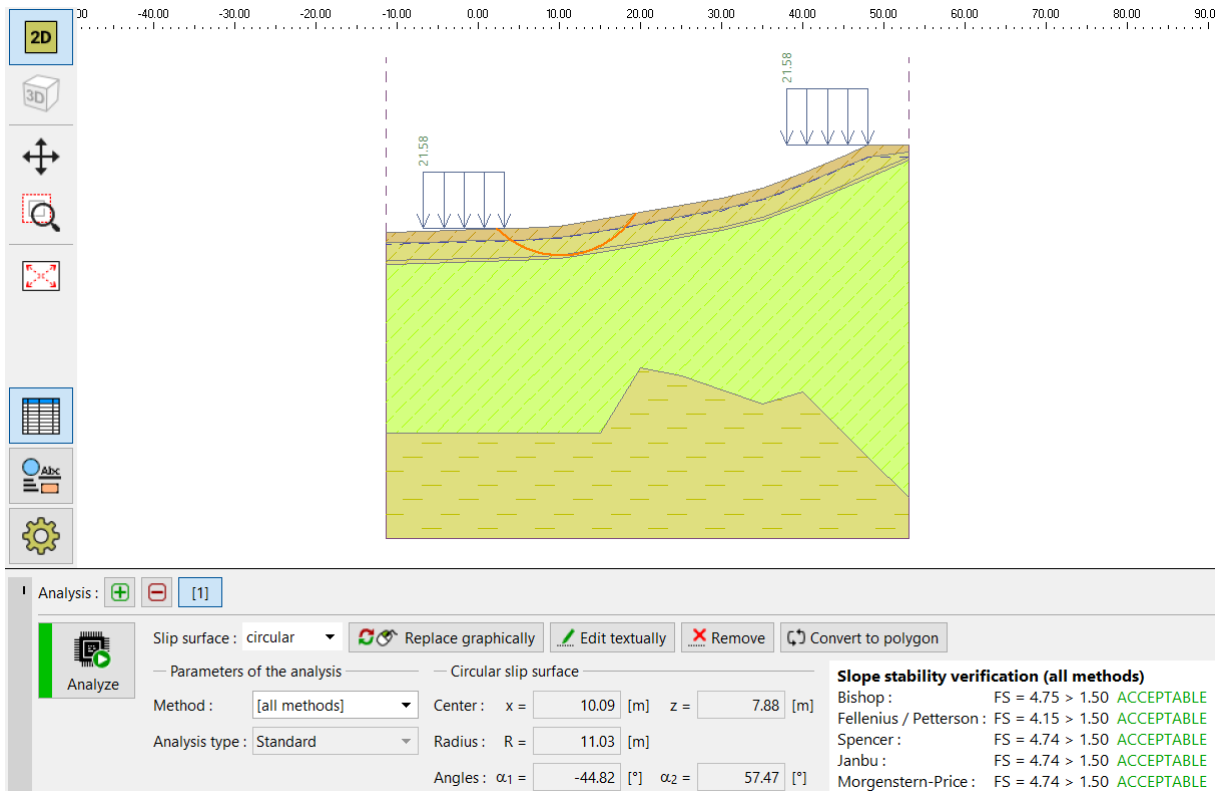 00 -40.00 -30.00 -20.00 -10.00 0.00 10.00 20.00 30.00 40.00 50.00 60.00 70.00 80.00 90.0
2D
3D
21.58
21.58
Abc
Analysis : [1]
Analyze
Slip surface : circular Replace graphically Edit textually Remove Convert to polygon
Parameters of the analysis
Method : [all methods]
Analysis type : Standard
Circular slip surface
Center : x = 10.09 [m] z = 7.88 [m]
Radius : R = 11.03 [m]
Angles : α1 = -44.82 [°] α2 = 57.47 [°]
Slope stability verification (all methods)
Bishop : FS = 4.75 > 1.50 ACCEPTABLE
Fellenius / Petterson : FS = 4.15 > 1.50 ACCEPTABLE
Spencer : FS = 4.74 > 1.50 ACCEPTABLE
Janbu : FS = 4.74 > 1.50 ACCEPTABLE
Morgenstern-Price : FS = 4.74 > 1.50 ACCEPTABLE